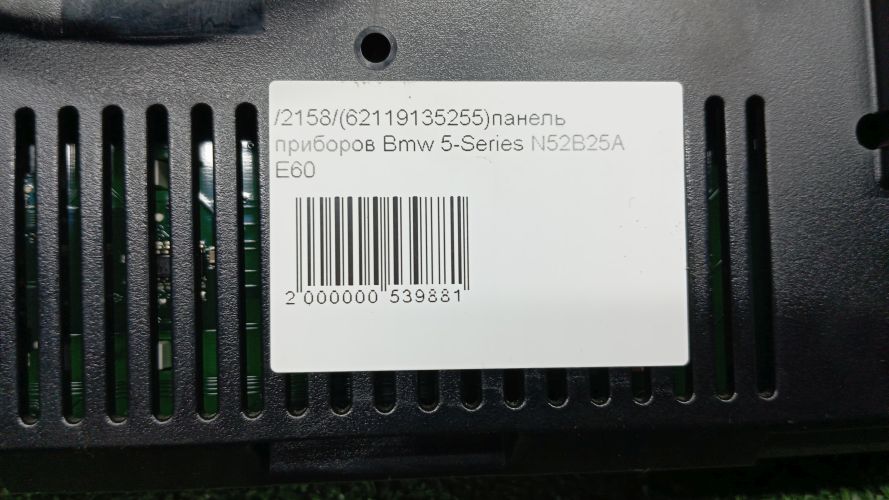 /2158/(62119135255)панель
приборов Bmw 5-Series N52B25A
E60
2 000000 539881